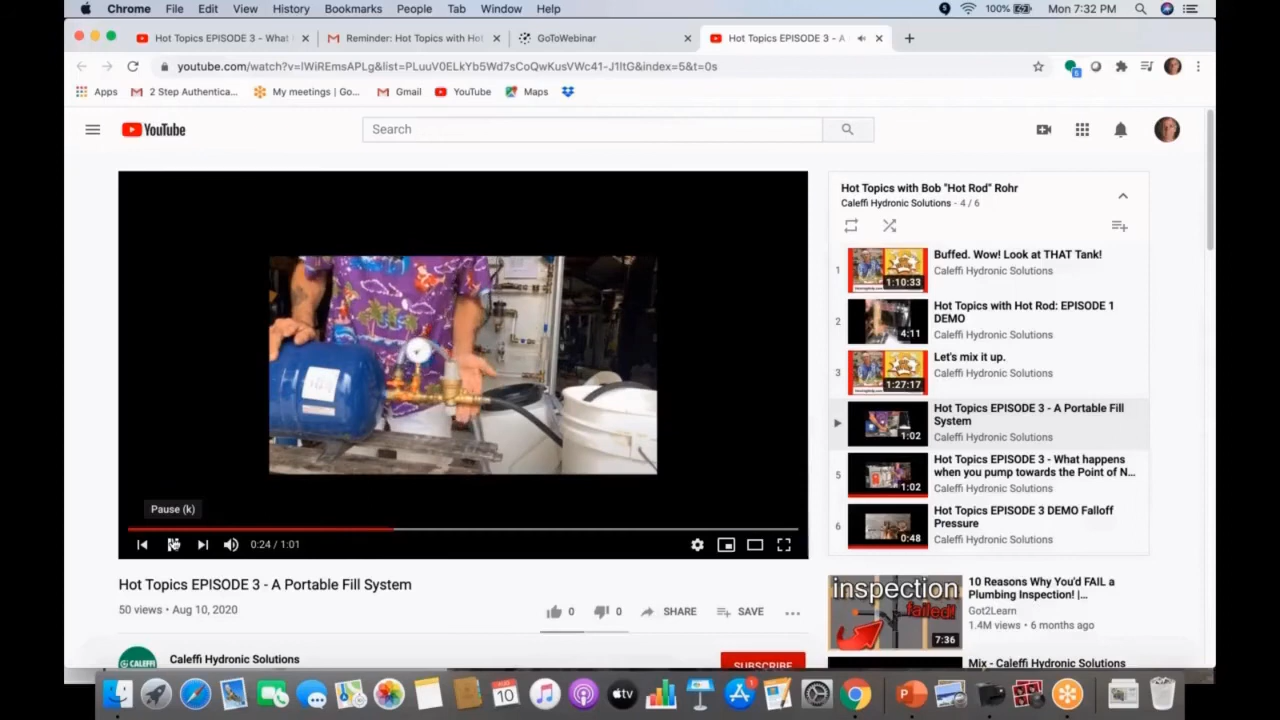 Chrome File Edit View History Bookmarks People Tab Window Help
100% Mon 7:32 PM
Hot Topics EPISODE 3 - What
Reminder: Hot Topics with Hot
GoToWebinar
Hot Topics EPISODE 3 - A
youtube.com/watch?v=lWiREmsAPLg&list=PLuuV0ELkYb5Wd7sCoQwKusVWc41-J1ltG&index=5&t=0s
Apps 2 Step Authentica... My meetings | Go... Gmail YouTube Maps
YouTube
Search
Hot Topics with Bob "Hot Rod" Rohr
Caleffi Hydronic Solutions - 4 / 6
1 Buffed. Wow! Look at THAT Tank!
Caleffi Hydronic Solutions
1:10:33
2 Hot Topics with Hot Rod: EPISODE 1
DEMO
Caleffi Hydronic Solutions
4:11
3 Let's mix it up.
Caleffi Hydronic Solutions
1:27:17
Hot Topics EPISODE 3 - A Portable Fill
System
Caleffi Hydronic Solutions
1:02
5 Hot Topics EPISODE 3 - What happens
when you pump towards the Point of N...
Caleffi Hydronic Solutions
1:02
6 Hot Topics EPISODE 3 DEMO Falloff
Pressure
Caleffi Hydronic Solutions
0:48
Pause (k)
0:24 / 1:01
Hot Topics EPISODE 3 - A Portable Fill System
50 views • Aug 10, 2020
0 0 SHARE SAVE
CALEFFI
Caleffi Hydronic Solutions
SUBSCRIBE
inspection
failed!
7:36
10 Reasons Why You'd FAIL a
Plumbing Inspection! |...
Got2Learn
1.4M views • 6 months ago
Mix - Caleffi Hydronic Solutions
AUG
10
tv
1